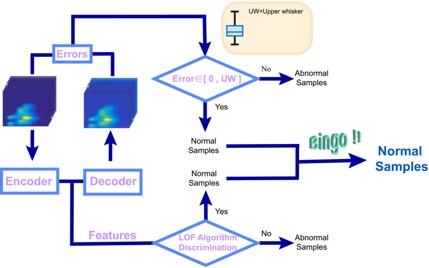 UW=Upper whisker
Errors
Error∈[ 0 , UW ]
No
Abnormal
Samples
Yes
Normal
Samples
Bingo !!
Normal
Samples
Normal
Samples
Encoder
Decoder
Yes
Features
LOF Algorithm
Discrimination
No
Abnormal
Samples